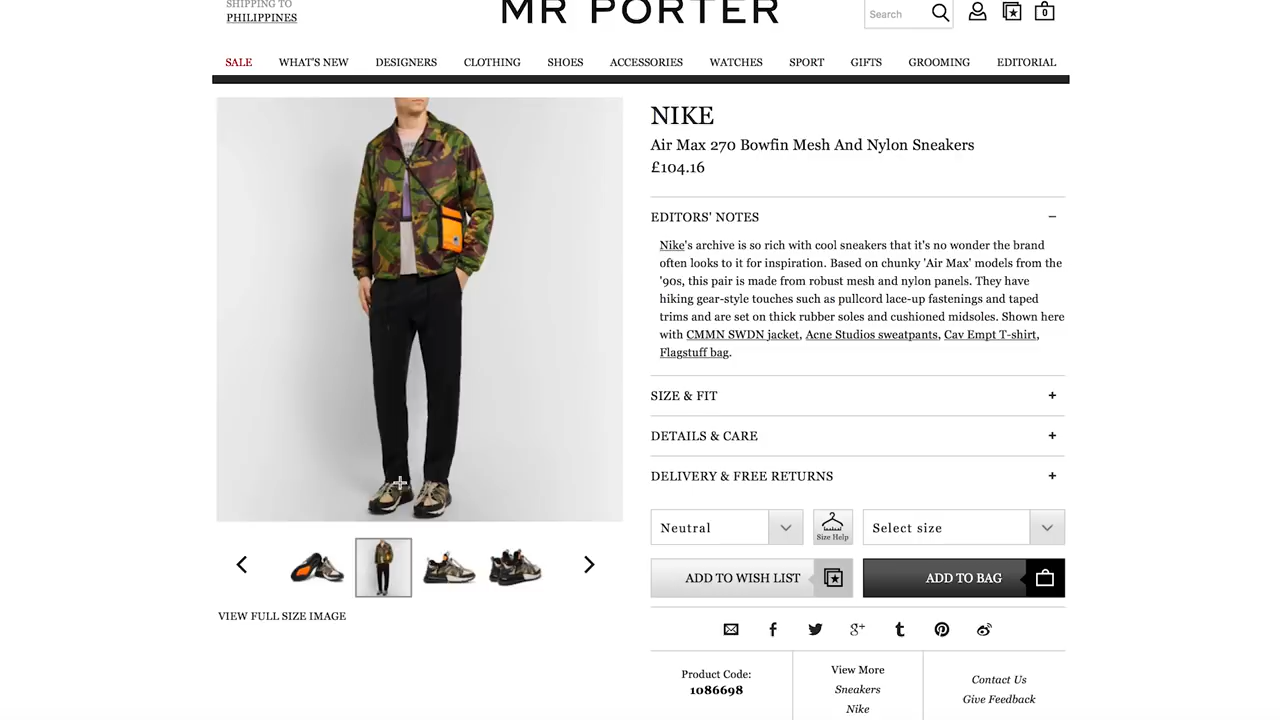 SHIPPING TO
PHILIPPINES
MR PORTER
Search
0
SALE WHAT'S NEW DESIGNERS CLOTHING SHOES ACCESSORIES WATCHES SPORT GIFTS GROOMING EDITORIAL
NIKE
Air Max 270 Bowfin Mesh And Nylon Sneakers
£104.16
EDITORS' NOTES −
Nike's archive is so rich with cool sneakers that it's no wonder the brand
often looks to it for inspiration. Based on chunky 'Air Max' models from the
'90s, this pair is made from robust mesh and nylon panels. They have
hiking gear-style touches such as pullcord lace-up fastenings and taped
trims and are set on thick rubber soles and cushioned midsoles. Shown here
with CMMN SWDN jacket, Acne Studios sweatpants, Cav Empt T-shirt,
Flagstuff bag.
SIZE & FIT +
DETAILS & CARE +
DELIVERY & FREE RETURNS +
Neutral
Size Help
Select size
ADD TO WISH LIST
ADD TO BAG
VIEW FULL SIZE IMAGE
g+
Product Code:
1086698
View More
Sneakers
Nike
Contact Us
Give Feedback